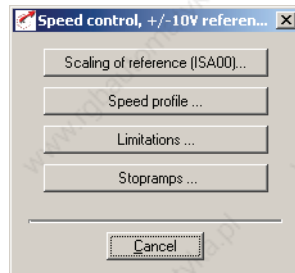 Speed control, +/-10V referen...
Scaling of reference (ISA00)...
Speed profile ...
Limitations ...
Stopramps ...
Cancel